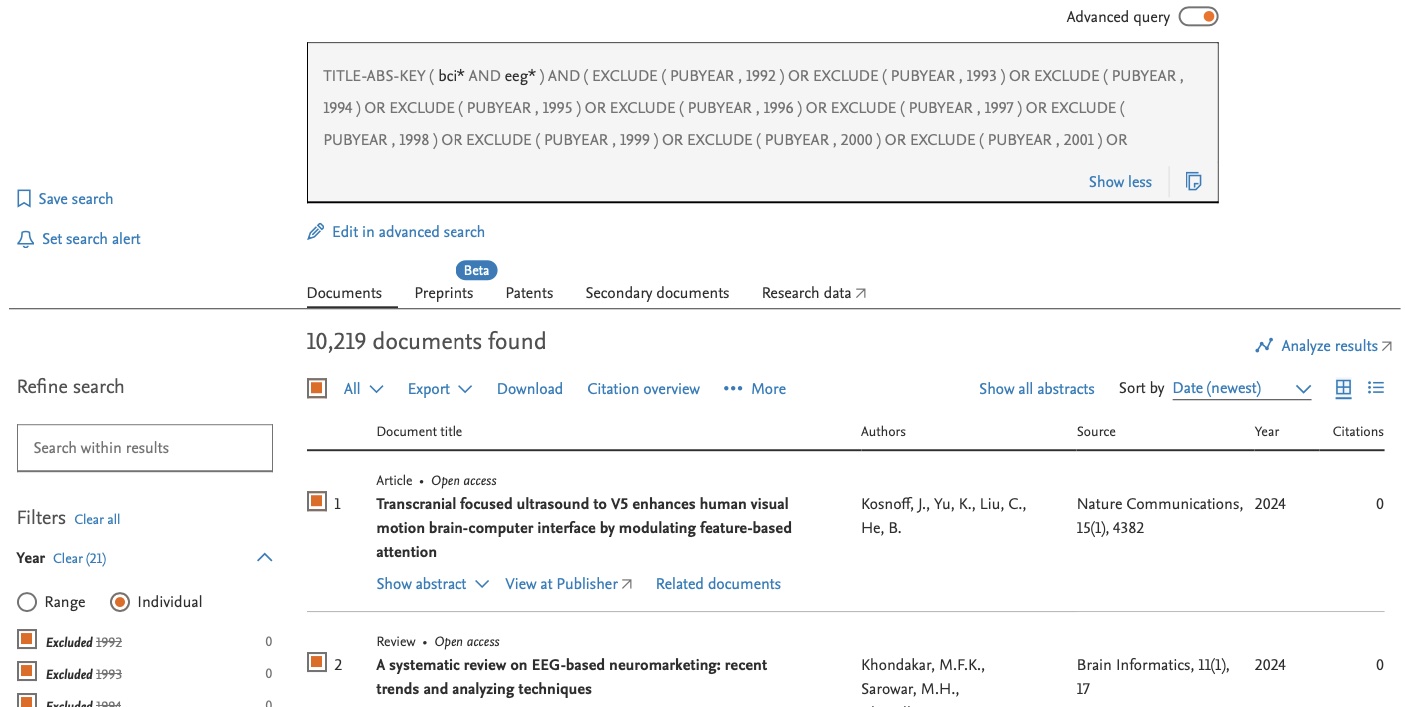 Advanced query
TITLE-ABS-KEY ( bci* AND eeg* ) AND ( EXCLUDE ( PUBYEAR , 1992 ) OR EXCLUDE ( PUBYEAR , 1993 ) OR EXCLUDE ( PUBYEAR ,
1994 ) OR EXCLUDE ( PUBYEAR , 1995 ) OR EXCLUDE ( PUBYEAR , 1996 ) OR EXCLUDE ( PUBYEAR , 1997 ) OR EXCLUDE (
PUBYEAR , 1998 ) OR EXCLUDE ( PUBYEAR , 1999 ) OR EXCLUDE ( PUBYEAR , 2000 ) OR EXCLUDE ( PUBYEAR , 2001 ) OR
Show less
Save search
Set search alert
Edit in advanced search
Beta
Documents Preprints Patents Secondary documents Research data
10,219 documents found
Analyze results
Refine search
All Export Download Citation overview More Show all abstracts Sort by Date (newest)
Document title Authors Source Year Citations
Search within results
Article • Open access
1 Transcranial focused ultrasound to V5 enhances human visual Kosnoff, J., Yu, K., Liu, C., Nature Communications, 2024 0
motion brain-computer interface by modulating feature-based He, B. 15(1), 4382
attention
Show abstract View at Publisher Related documents
Filters Clear all
Year Clear (21)
Range Individual
Excluded 1992 0
Excluded 1993 0
Excluded 1994 0
Review • Open access
2 A systematic review on EEG-based neuromarketing: recent Khondakar, M.F.K., Brain Informatics, 11(1), 2024 0
trends and analyzing techniques Sarowar, M.H., 17